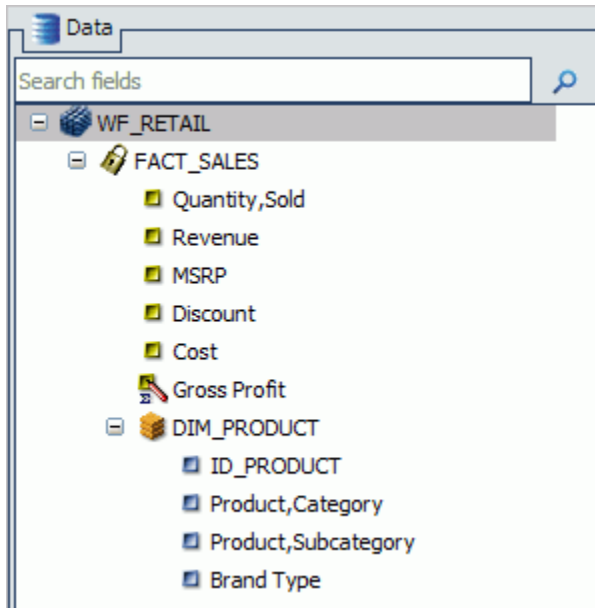 Data
Search fields
WF_RETAIL
FACT_SALES
Quantity,Sold
Revenue
MSRP
Discount
Cost
Gross Profit
DIM_PRODUCT
ID_PRODUCT
Product,Category
Product,Subcategory
Brand Type